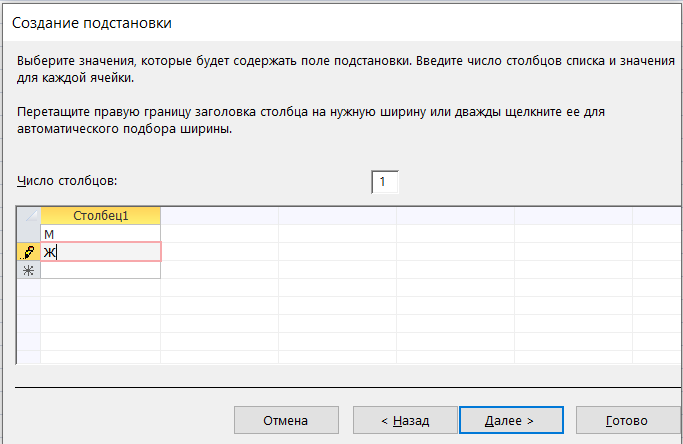 Создание подстановки
Выберите значения, которые будет содержать поле подстановки. Введите число столбцов списка и значения
для каждой ячейки.
Перетащите правую границу заголовка столбца на нужную ширину или дважды щелкните ее для
автоматического подбора ширины.
Число столбцов: 1
Столбец1
М
Ж
Отмена < Назад Далее > Готово